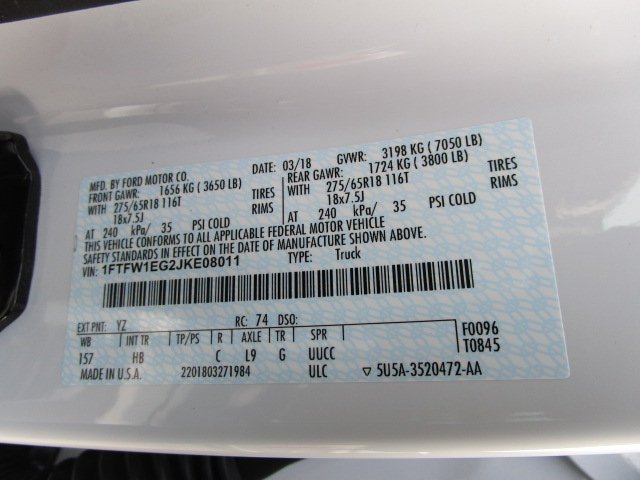 MFD. BY FORD MOTOR CO.
DATE: 03/18 GVWR: 3198 KG ( 7050 LB)
FRONT GAWR: 1656 KG ( 3650 LB)
REAR GAWR: 1724 KG ( 3800 LB)
WITH 275/65R18 116T TIRES
WITH 275/65R18 116T TIRES
18x7.5J RIMS
18x7.5J RIMS
AT 240 kPa/ 35 PSI COLD
AT 240 kPa/ 35 PSI COLD
THIS VEHICLE CONFORMS TO ALL APPLICABLE FEDERAL MOTOR VEHICLE
SAFETY STANDARDS IN EFFECT ON THE DATE OF MANUFACTURE SHOWN ABOVE.
VIN: 1FTFW1EG2JKE08011 TYPE: Truck
EXT PNT: YZ RC: 74 DSO:
F0096
WB INT TR TP/PS R AXLE TR SPR
T0845
157 HB C L9 G UUCC
MADE IN U.S.A. 2201803271984 ULC ▽ 5U5A-3520472-AA